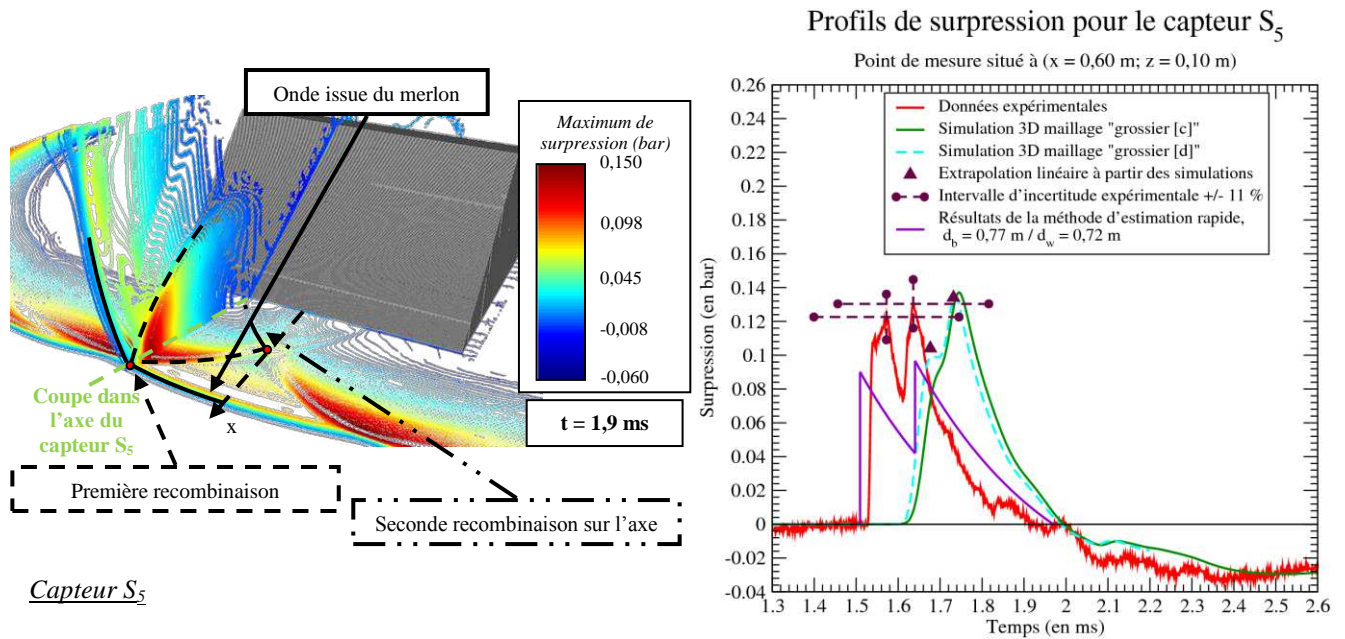 Onde issue du merlon
Maximum de
surpression (bar)
0,150
0,098
0,045
-0,008
-0,060
t = 1,9 ms
Coupe dans
l'axe du
capteur S5
x
Première recombinaison
Seconde recombinaison sur l'axe
Capteur S5
Profils de surpression pour le capteur S5
Point de mesure situé à (x = 0,60 m; z = 0,10 m)
Données expérimentales
Simulation 3D maillage "grossier [c]"
Simulation 3D maillage "grossier [d]"
Extrapolation linéaire à partir des simulations
Intervalle d'incertitude expérimentale +/- 11 %
Résultats de la méthode d'estimation rapide,
db = 0,77 m / dw = 0,72 m
Surpression (en bar)
0.26
0.24
0.22
0.2
0.18
0.16
0.14
0.12
0.1
0.08
0.06
0.04
0.02
0
-0.02
-0.04
1.3 1.4 1.5 1.6 1.7 1.8 1.9 2 2.1 2.2 2.3 2.4 2.5 2.6
Temps (en ms)